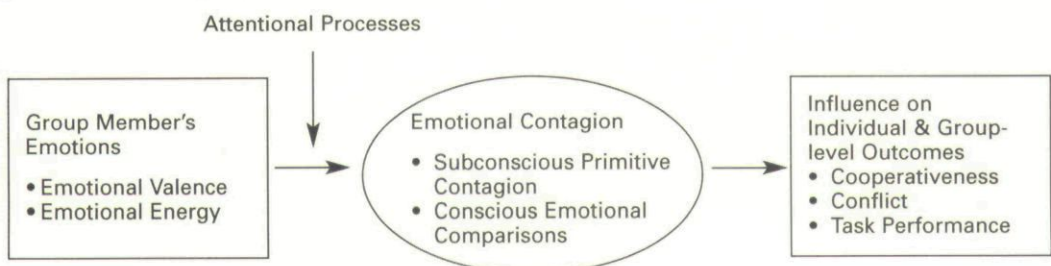 Attentional Processes
Group Member's
Emotions
• Emotional Valence
• Emotional Energy
Emotional Contagion
• Subconscious Primitive
Contagion
• Conscious Emotional
Comparisons
Influence on
Individual & Group-
level Outcomes
• Cooperativeness
• Conflict
• Task Performance